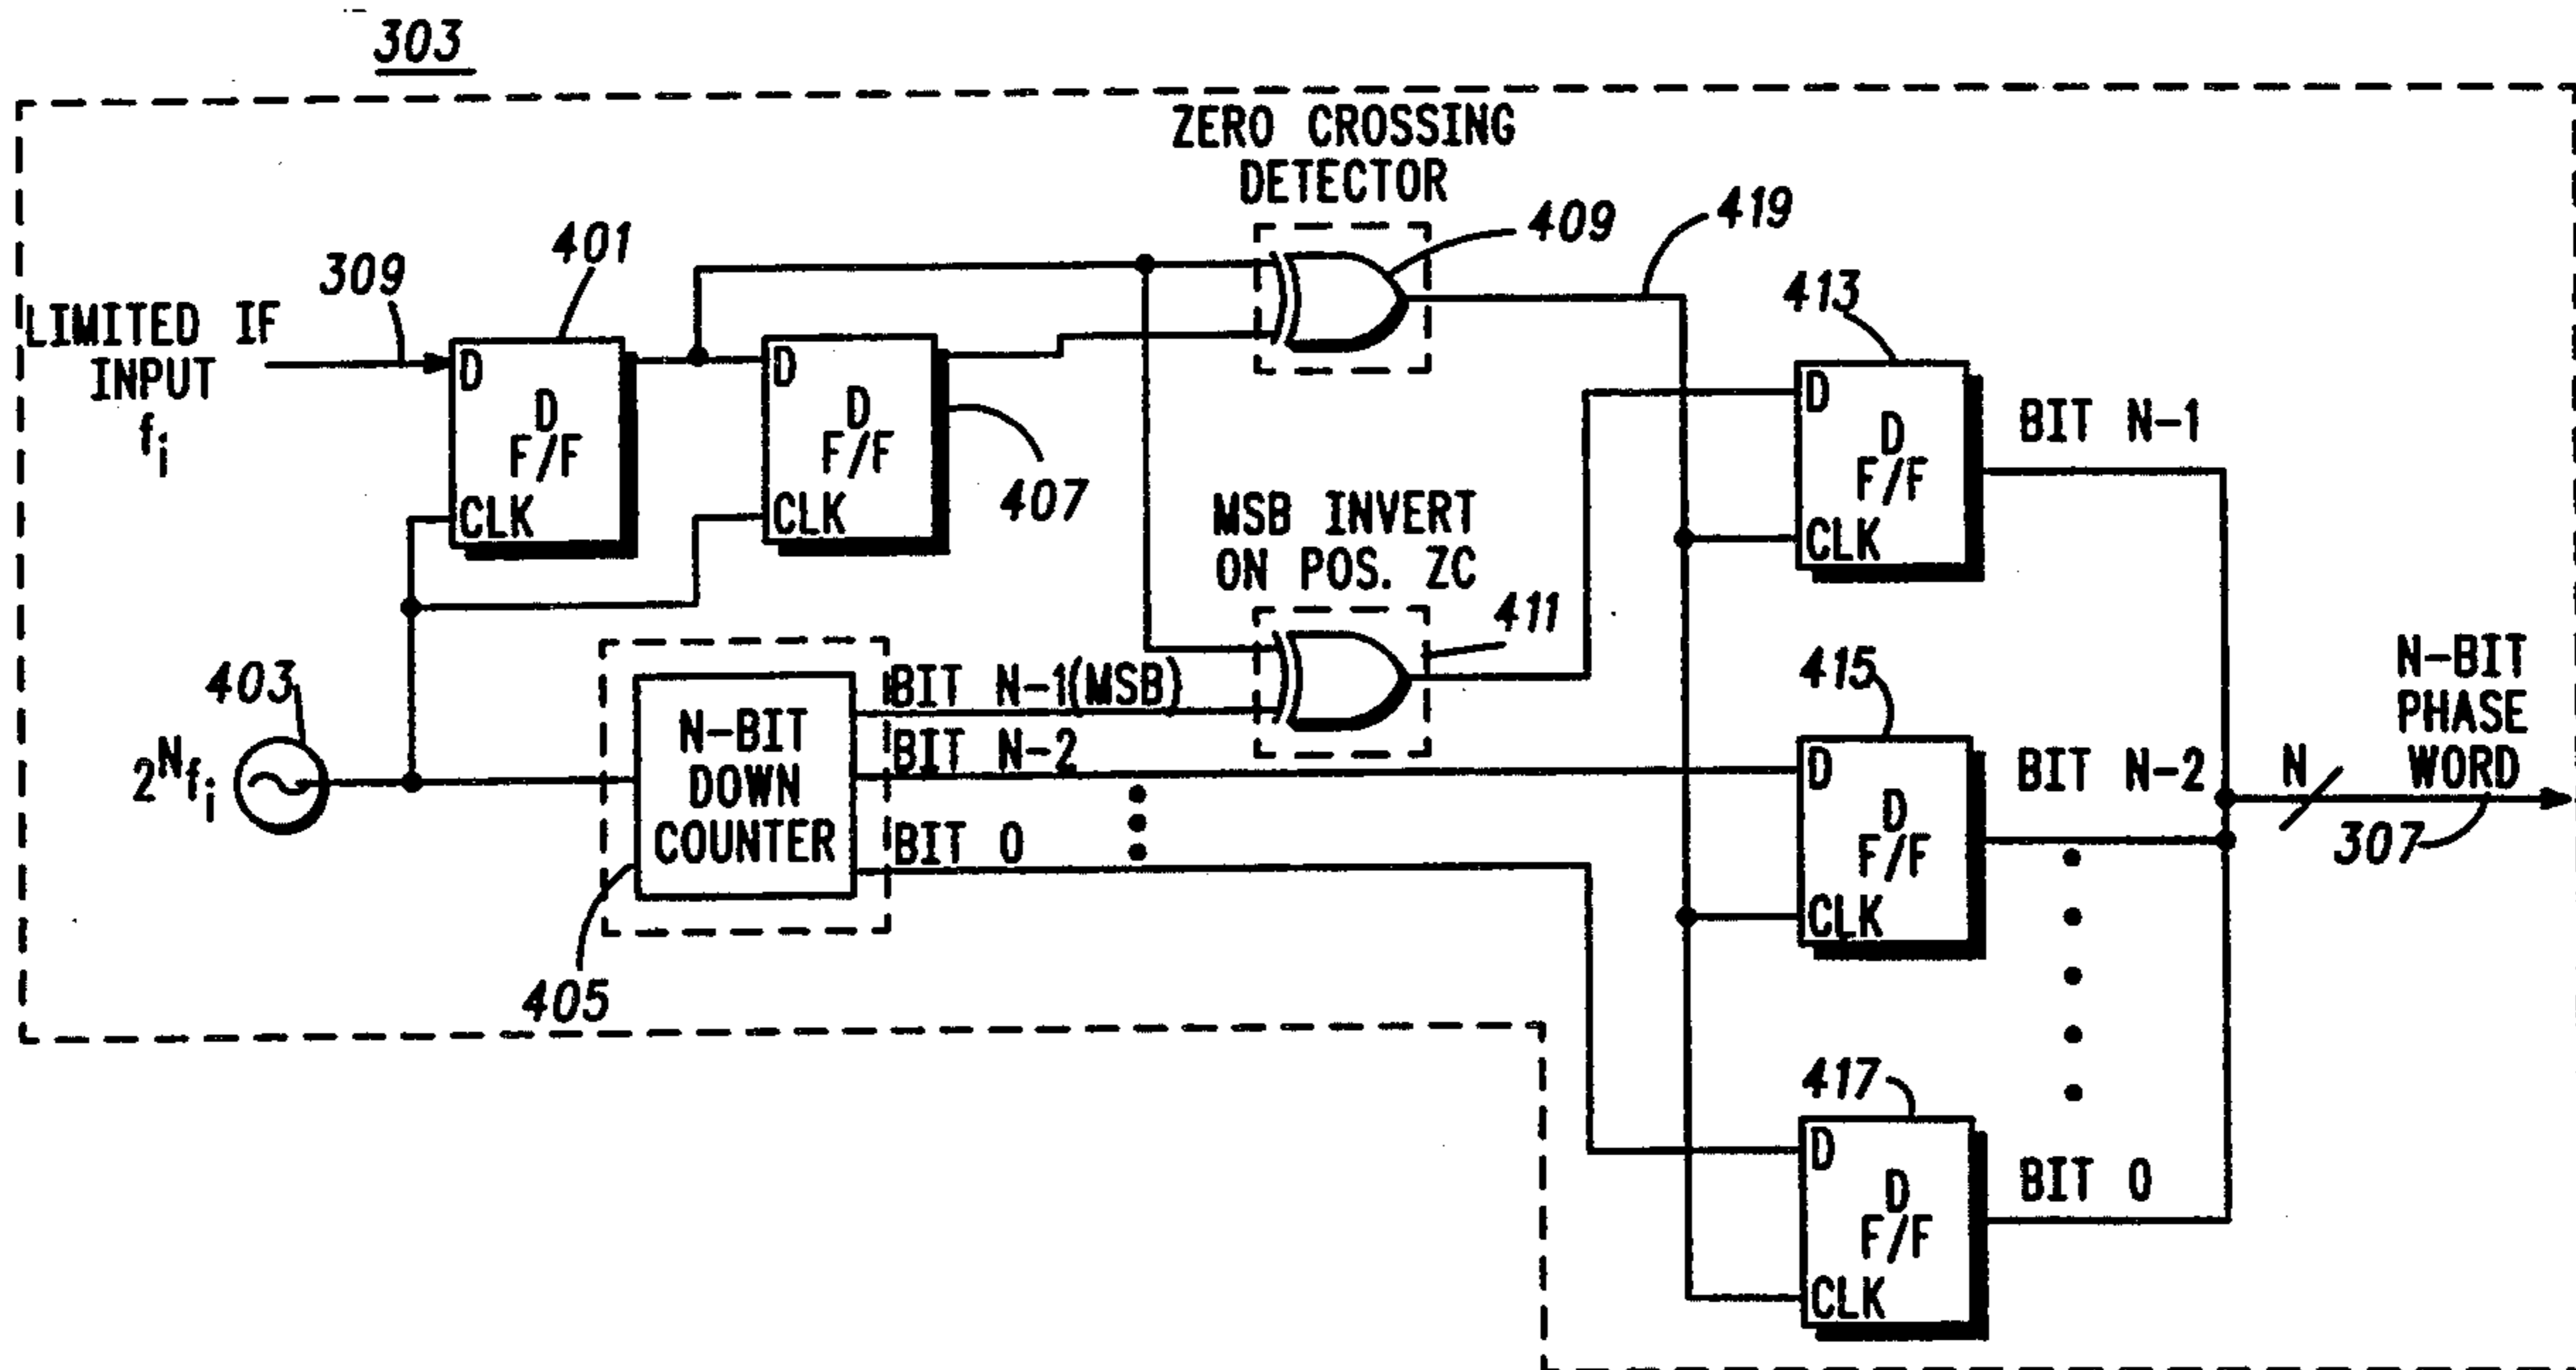 303
ZERO CROSSING
DETECTOR
409
419
401
309
413
LIMITED IF
INPUT
fi
D
D
F/F
CLK
D
D
F/F
CLK
407
D
D
F/F
CLK
BIT N-1
MSB INVERT
ON POS. ZC
411
403
2^N fi
N-BIT
DOWN
COUNTER
405
BIT N-1(MSB)
BIT N-2
BIT 0
415
D
D
F/F
CLK
BIT N-2
N
N-BIT
PHASE
WORD
307
417
D
D
F/F
CLK
BIT 0